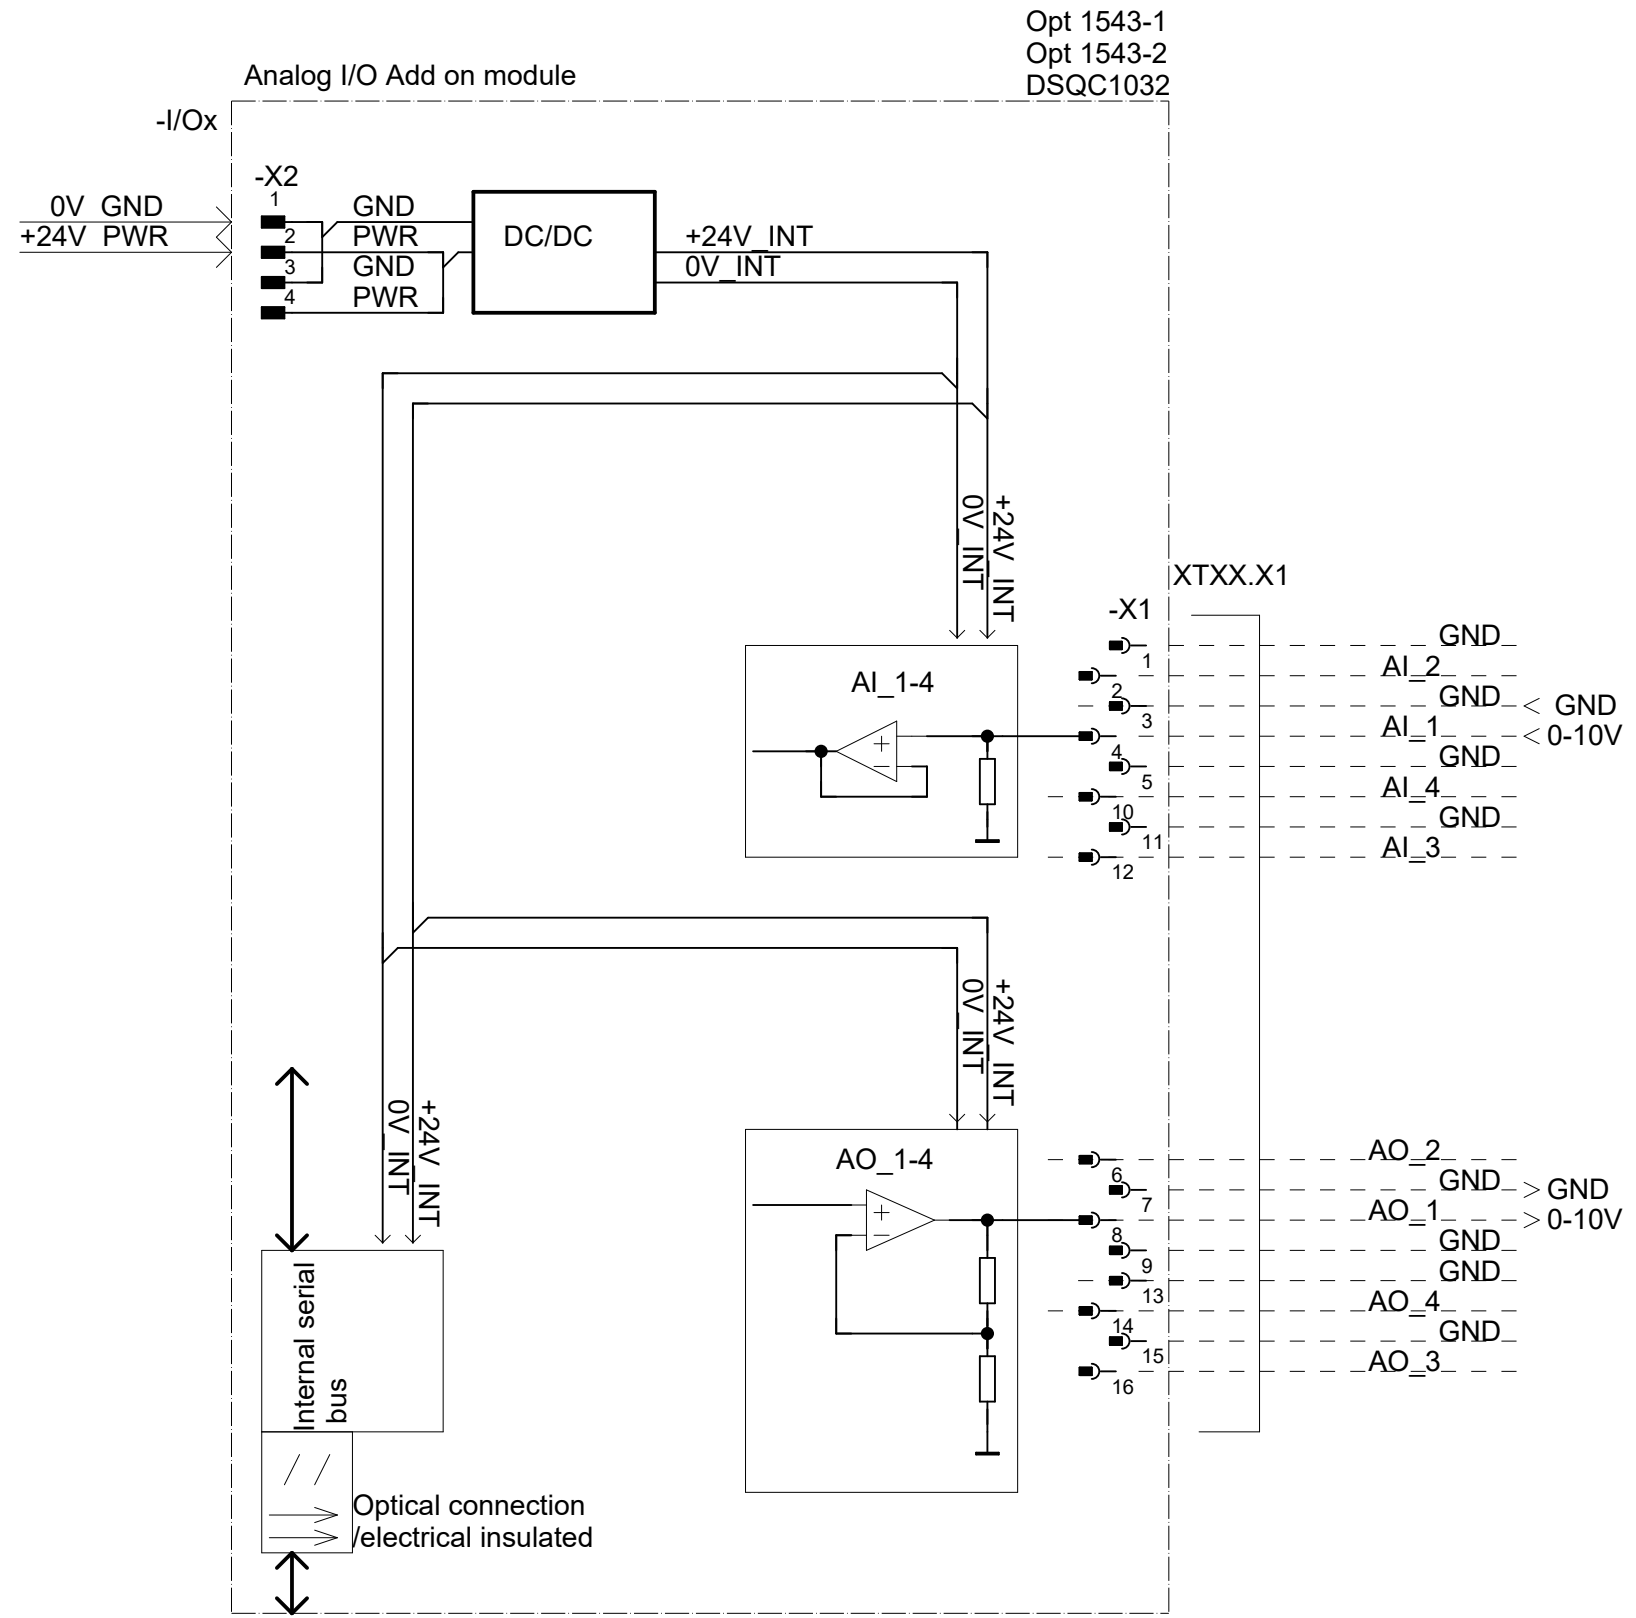 Opt 1543-1
Opt 1543-2
DSQC1032
Analog I/O Add on module
-I/Ox
-X2
1
0V GND
GND
2
+24V PWR
PWR
DC/DC
+24V_INT
3
GND
0V_INT
4
PWR
0V_INT
+24V_INT
XTXX.X1
-X1
GND
1
AI_2
2
GND
GND
3
AI_1
0-10V
4
GND
5
AI_4
10
GND
11
AI_3
12
AI_1-4
+
−
0V_INT
+24V_INT
0V_INT
+24V_INT
AO_1-4
+
−
AO_2
6
GND
GND
7
AO_1
0-10V
8
GND
9
GND
13
AO_4
14
GND
15
AO_3
16
Internal serial
bus
Optical connection
/electrical insulated